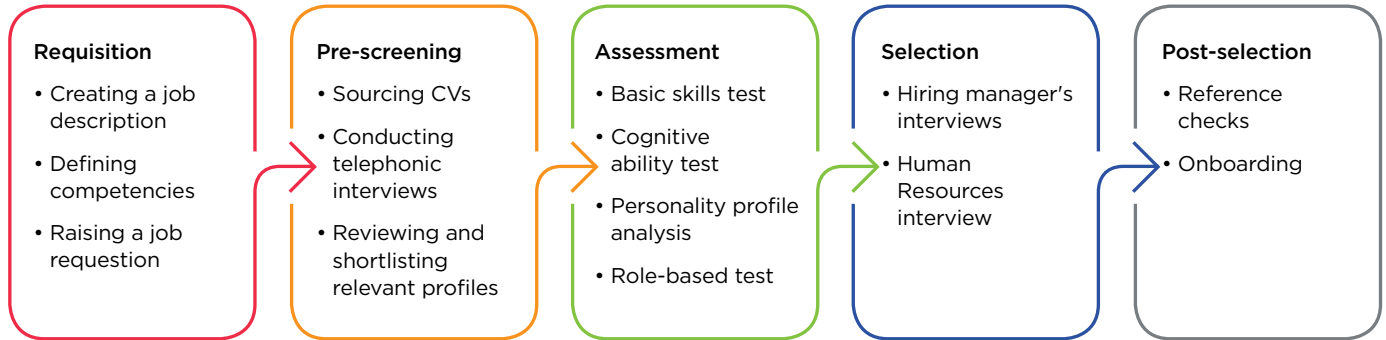 Requisition
• Creating a job
description
• Defining
competencies
• Raising a job
requestion
Pre-screening
• Sourcing CVs
• Conducting
telephonic
interviews
• Reviewing and
shortlisting
relevant profiles
Assessment
• Basic skills test
• Cognitive
ability test
• Personality profile
analysis
• Role-based test
Selection
• Hiring manager's
interviews
• Human
Resources
interview
Post-selection
• Reference
checks
• Onboarding